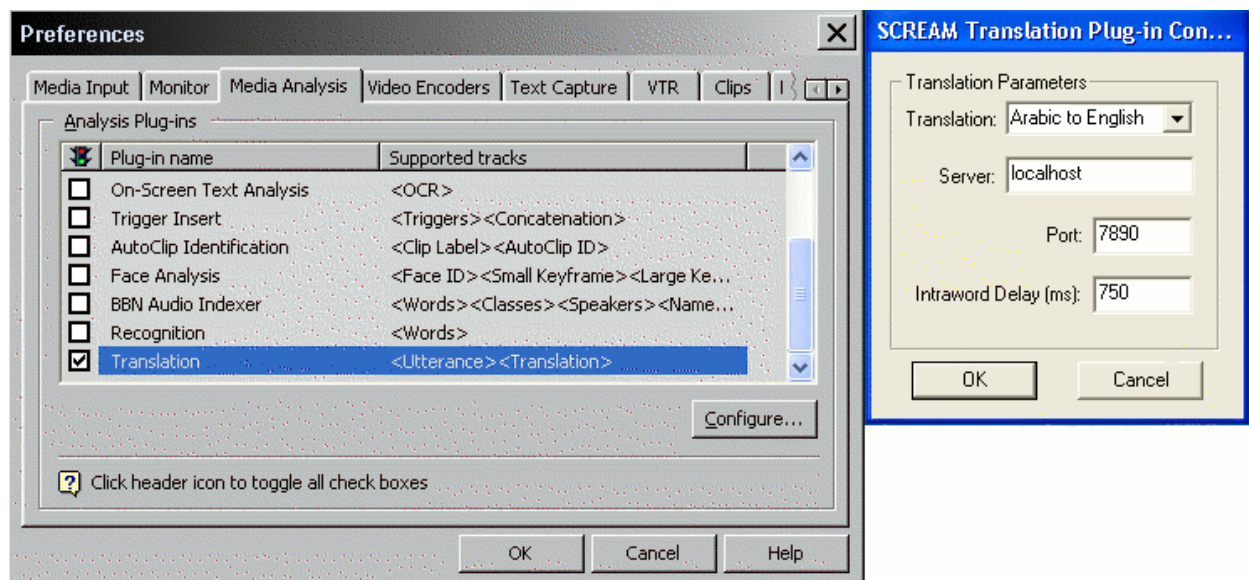 Preferences
Media Input Monitor Media Analysis Video Encoders Text Capture VTR Clips
Analysis Plug-ins
Plug-in name Supported tracks
On-Screen Text Analysis <OCR>
Trigger Insert <Triggers><Concatenation>
AutoClip Identification <Clip Label><AutoClip ID>
Face Analysis <Face ID><Small Keyframe><Large Ke...
BBN Audio Indexer <Words><Classes><Speakers><Name...
Recognition <Words>
Translation <Utterance><Translation>
Configure...
Click header icon to toggle all check boxes
OK Cancel Help
SCREAM Translation Plug-in Con...
Translation Parameters
Translation: Arabic to English
Server: localhost
Port: 7890
Intraword Delay (ms): 750
OK Cancel